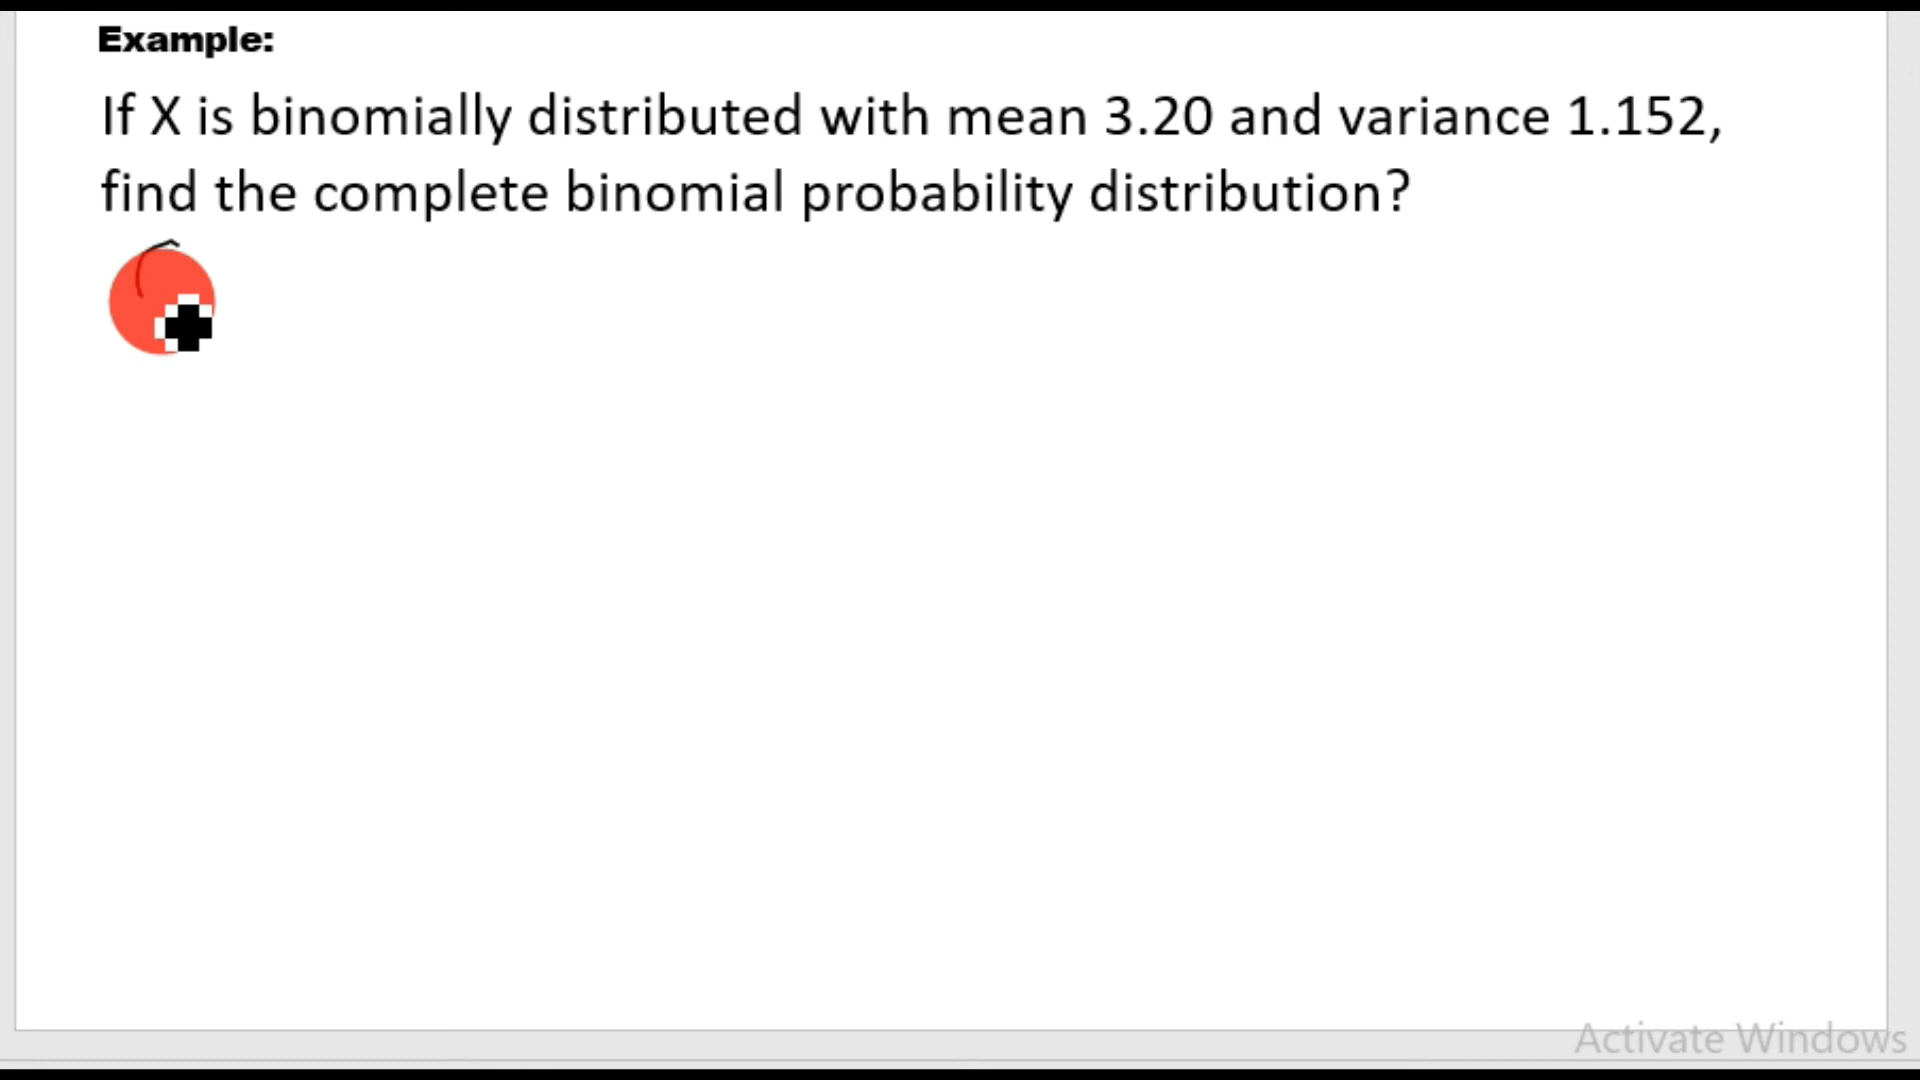 Example:
If X is binomially distributed with mean 3.20 and variance 1.152,
find the complete binomial probability distribution?
Activate Windows